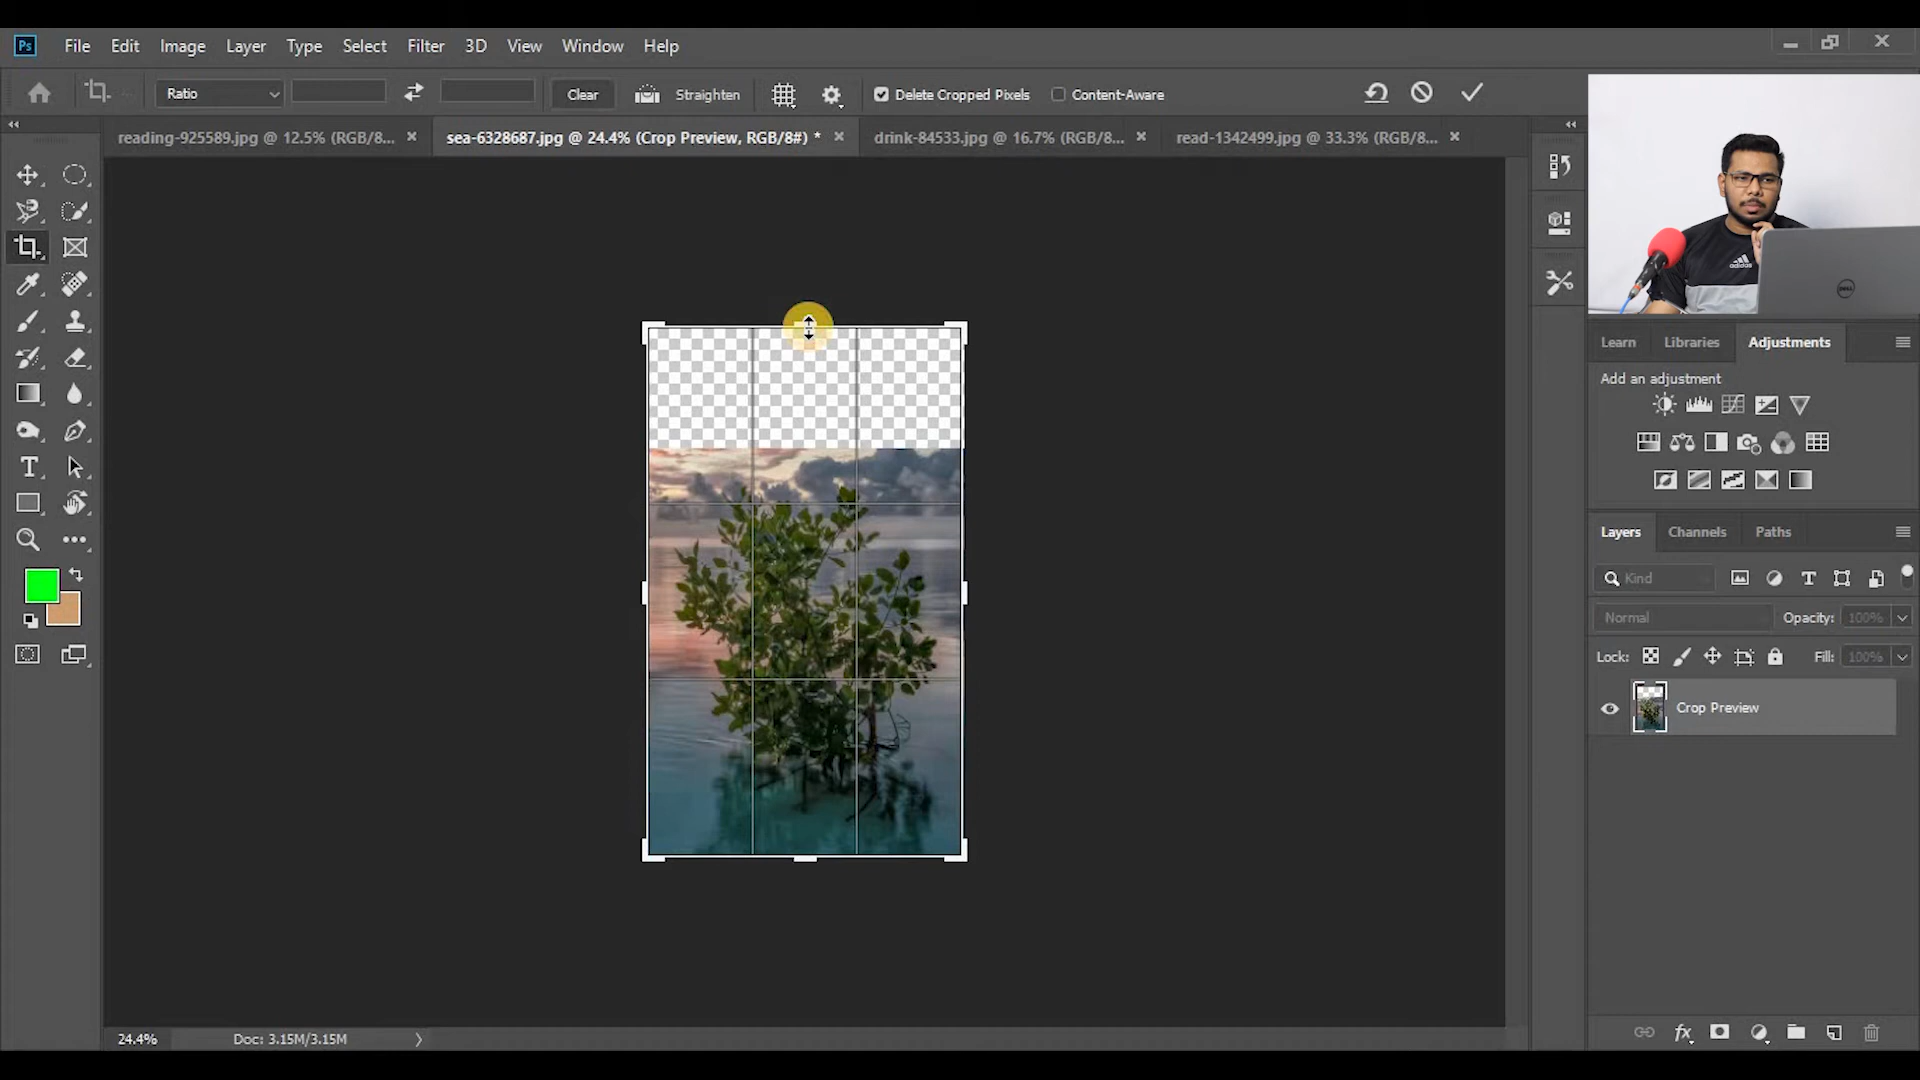 Ps File Edit Image Layer Type Select Filter 3D View Window Help
Ratio Clear Straighten Delete Cropped Pixels Content-Aware
reading-925589.jpg @ 12.5% (RGB/8... × sea-6328687.jpg @ 24.4% (Crop Preview, RGB/8#) * × drink-84533.jpg @ 16.7% (RGB/8... × read-1342499.jpg @ 33.3% (RGB/8... ×
adidas
DELL
Learn Libraries Adjustments
Add an adjustment
Layers Channels Paths
Kind
Normal Opacity: 100%
Lock: Fill: 100%
Crop Preview
24.4% Doc: 3.15M/3.15M